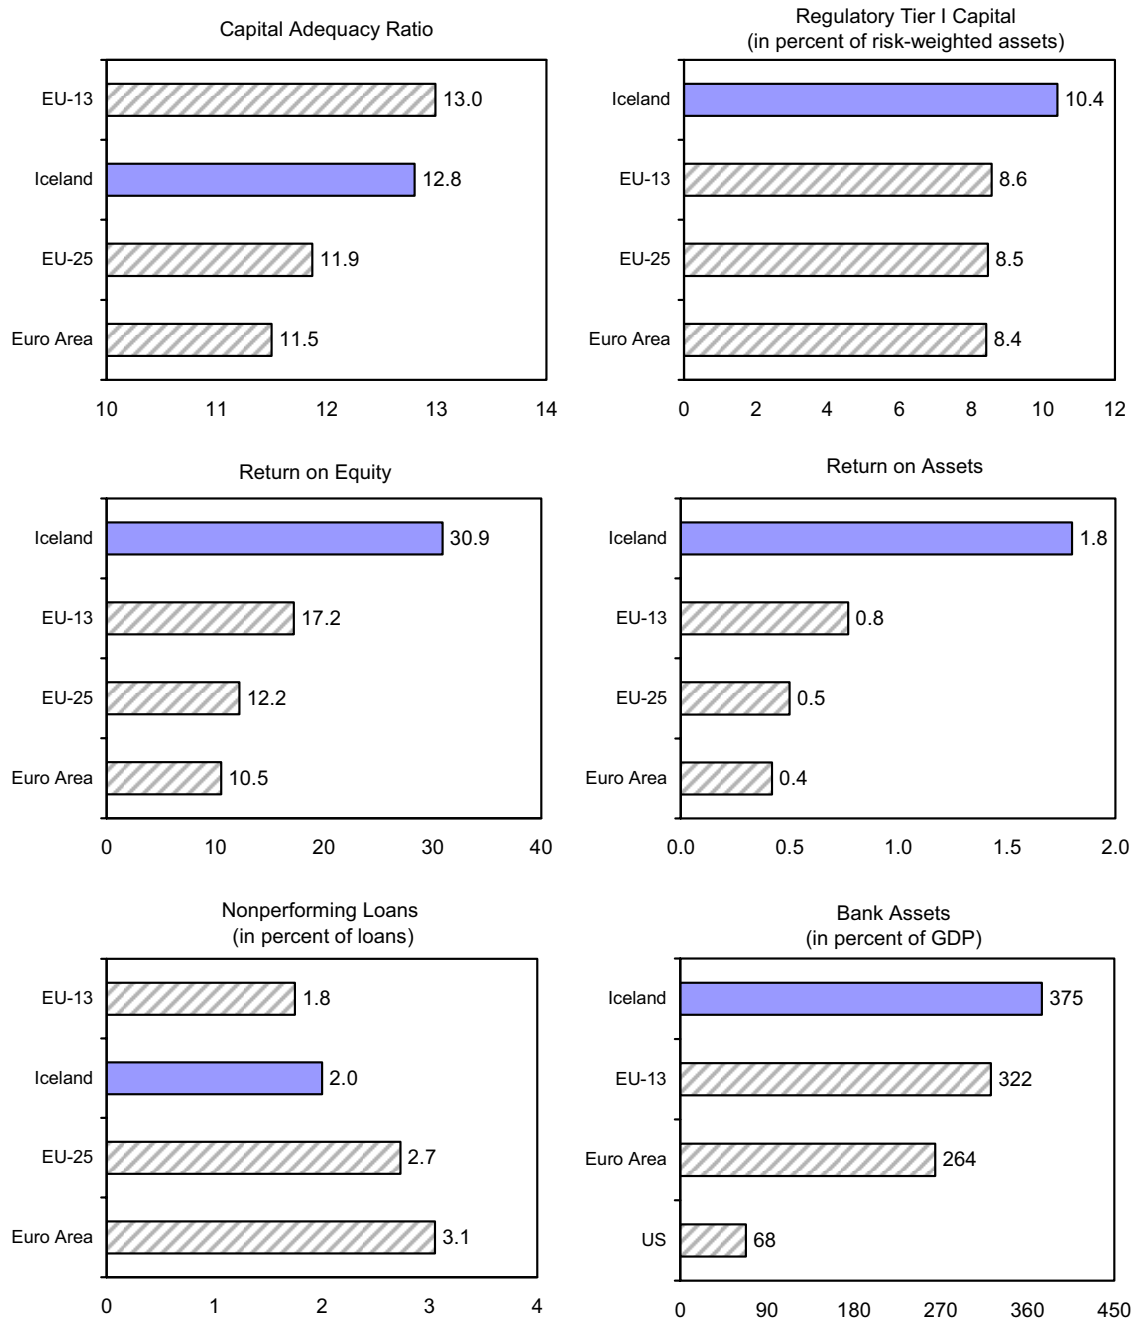 Capital Adequacy Ratio
EU-13
13.0
Iceland
12.8
EU-25
11.9
Euro Area
11.5
10 11 12 13 14
Regulatory Tier I Capital
(in percent of risk-weighted assets)
Iceland
10.4
EU-13
8.6
EU-25
8.5
Euro Area
8.4
0 2 4 6 8 10 12
Return on Equity
Iceland
30.9
EU-13
17.2
EU-25
12.2
Euro Area
10.5
0 10 20 30 40
Return on Assets
Iceland
1.8
EU-13
0.8
EU-25
0.5
Euro Area
0.4
0.0 0.5 1.0 1.5 2.0
Nonperforming Loans
(in percent of loans)
EU-13
1.8
Iceland
2.0
EU-25
2.7
Euro Area
3.1
0 1 2 3 4
Bank Assets
(in percent of GDP)
Iceland
375
EU-13
322
Euro Area
264
US
68
0 90 180 270 360 450